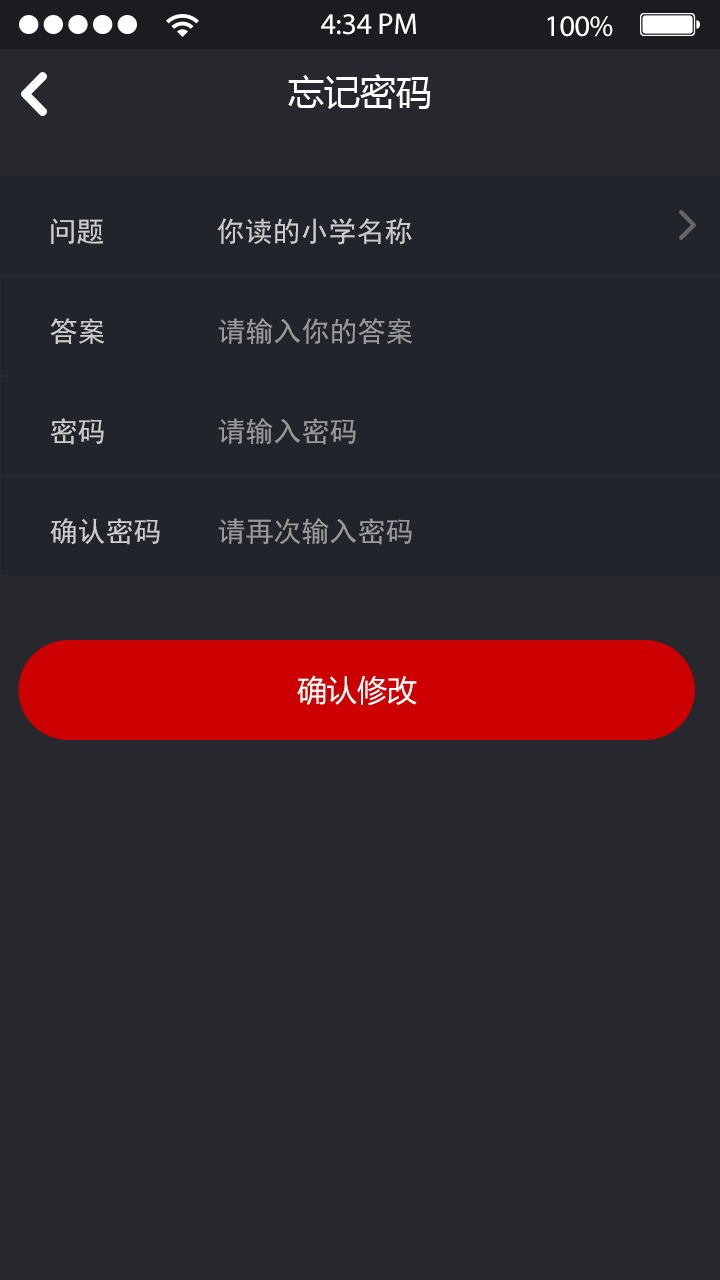 4:34 PM 100%
忘记密码
问题 你读的小学名称
答案 请输入你的答案
密码 请输入密码
确认密码 请再次输入密码
确认修改